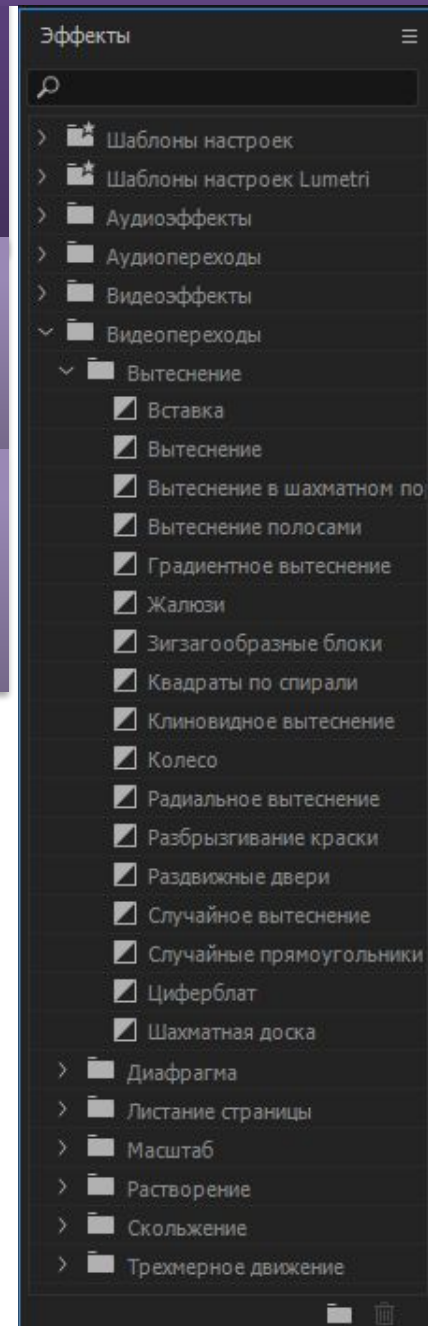 Эффекты
Шаблоны настроек
Шаблоны настроек Lumetri
Аудиоэффекты
Аудиопереходы
Видеоэффекты
Видеопереходы
Вытеснение
Вставка
Вытеснение
Вытеснение в шахматном по
Вытеснение полосами
Градиентное вытеснение
Жалюзи
Зигзагообразные блоки
Квадраты по спирали
Клиновидное вытеснение
Колесо
Радиальное вытеснение
Разбрызгивание краски
Раздвижные двери
Случайное вытеснение
Случайные прямоугольники
Циферблат
Шахматная доска
Диафрагма
Листание страницы
Масштаб
Растворение
Скольжение
Трехмерное движение